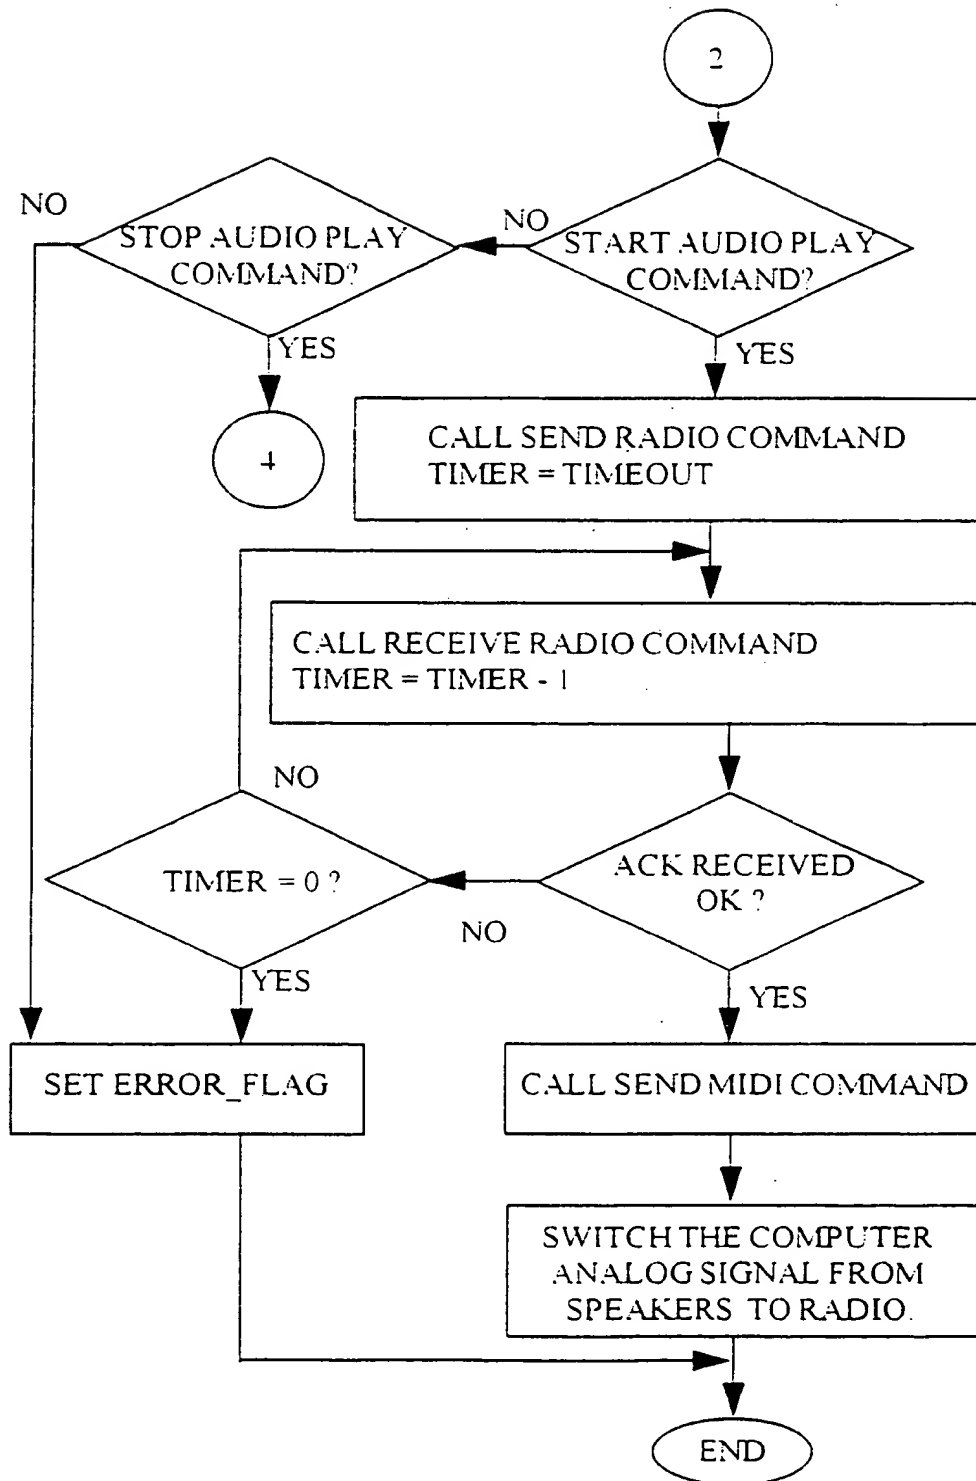 2
NO
STOP AUDIO PLAY
COMMAND?
NO
START AUDIO PLAY
COMMAND?
YES
YES
4
CALL SEND RADIO COMMAND
TIMER = TIMEOUT
CALL RECEIVE RADIO COMMAND
TIMER = TIMER - 1
NO
TIMER = 0 ?
ACK RECEIVED
OK ?
NO
YES
YES
SET ERROR_FLAG
CALL SEND MIDI COMMAND
SWITCH THE COMPUTER
ANALOG SIGNAL FROM
SPEAKERS TO RADIO.
END